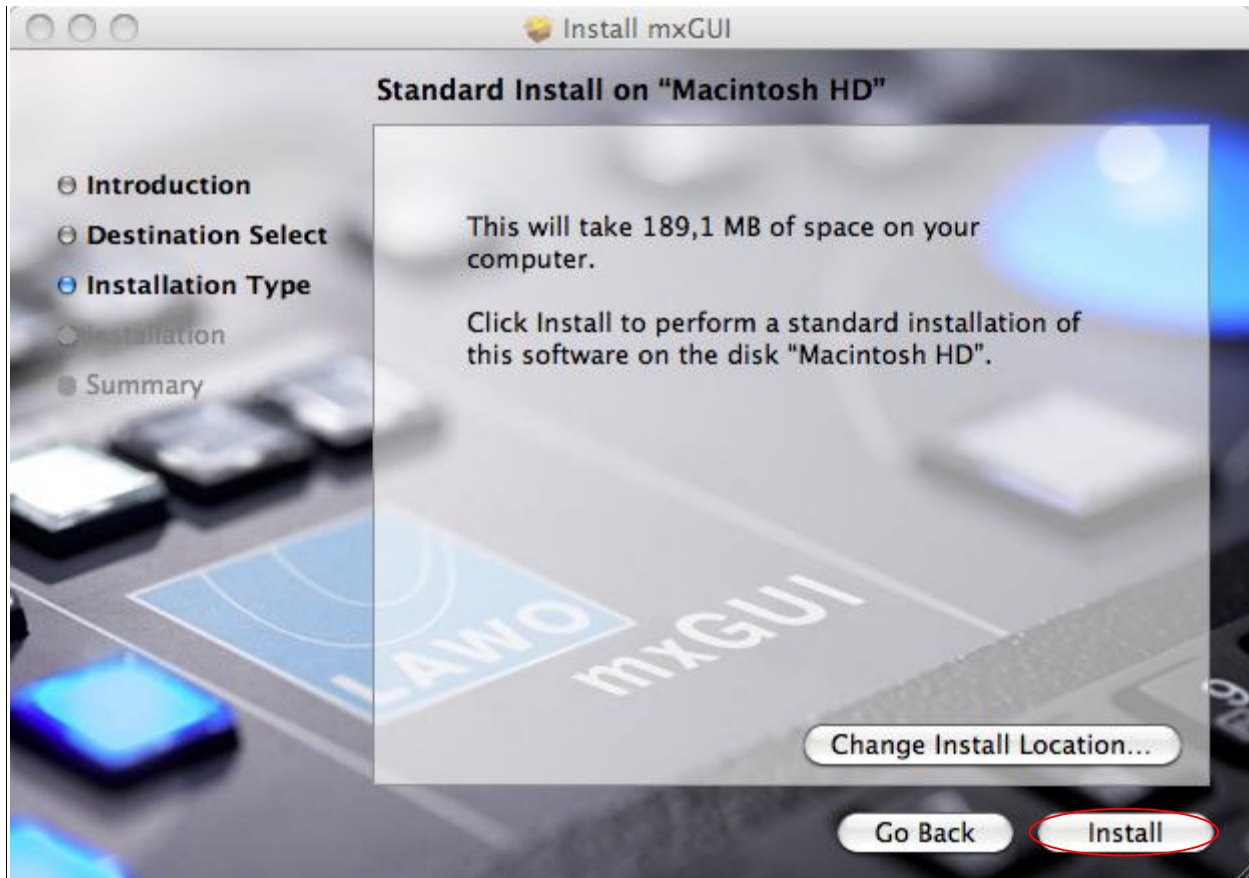 Install mxGUI
Standard Install on “Macintosh HD”
Introduction
Destination Select
Installation Type
Installation
Summary
This will take 189,1 MB of space on your
computer.
Click Install to perform a standard installation of
this software on the disk “Macintosh HD”.
LAWO
mxGUI
Change Install Location...
Go Back
Install